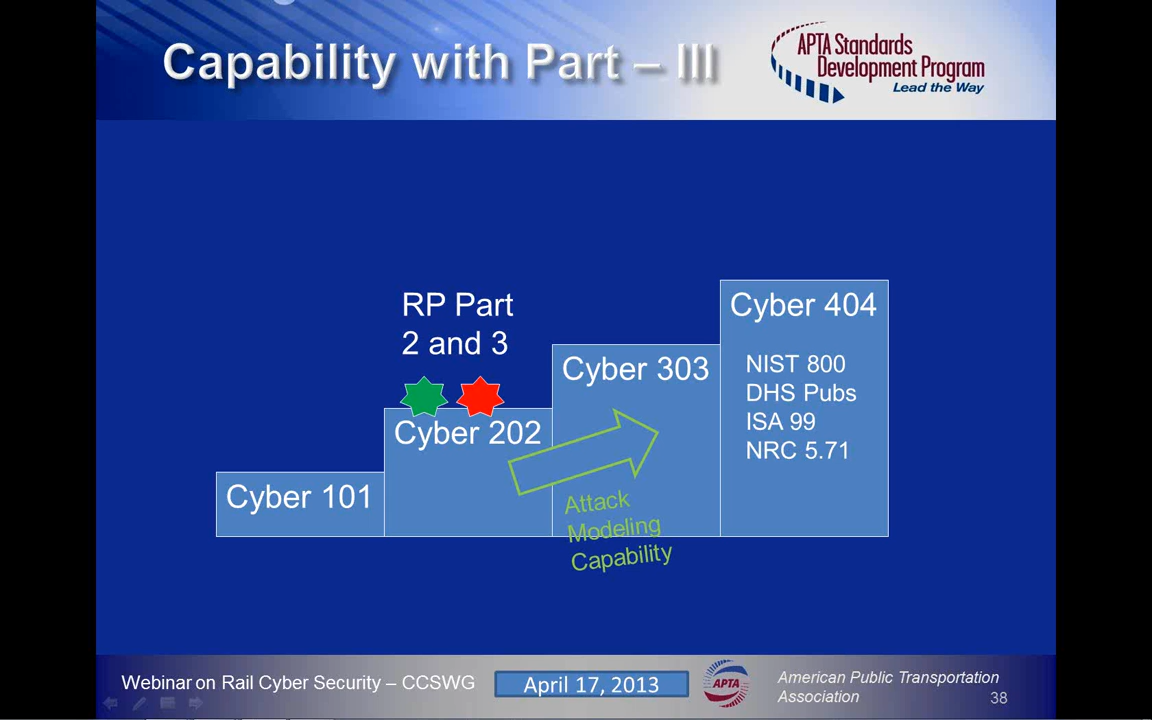 Capability with Part – III
APTA Standards
Development Program
Lead the Way
RP Part
2 and 3
Cyber 101
Cyber 202
Cyber 303
Cyber 404
NIST 800
DHS Pubs
ISA 99
NRC 5.71
Attack
Modeling
Capability
Webinar on Rail Cyber Security – CCSWG
April 17, 2013
APTA
American Public Transportation
Association
38